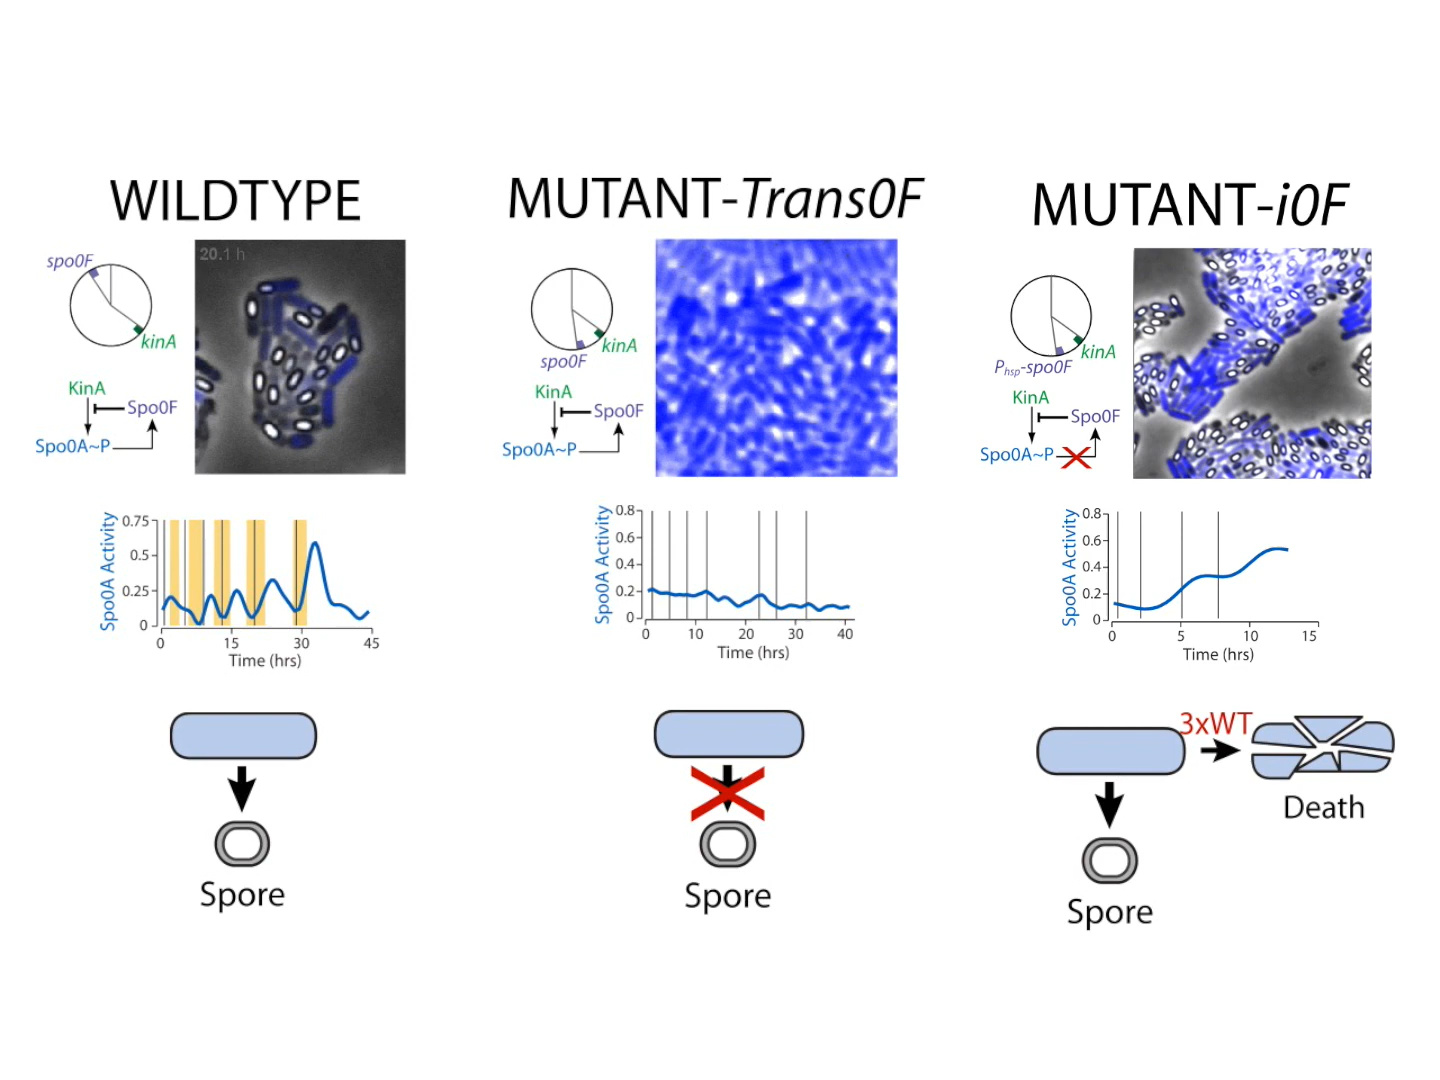 WILDTYPE
spo0F
kinA
20.1 h
KinA
Spo0F
Spo0A~P
Spo0A Activity
0.75
0.5
0.25
0
0 15 30 45
Time (hrs)
Spore
MUTANT-Trans0F
kinA
spo0F
KinA
Spo0F
Spo0A~P
Spo0A Activity
0.8
0.6
0.4
0.2
0
0 10 20 30 40
Time (hrs)
Spore
MUTANT-i0F
kinA
Phsp-spo0F
KinA
Spo0F
Spo0A~P
Spo0A Activity
0.8
0.6
0.4
0.2
0
0 5 10 15
Time (hrs)
3xWT
Death
Spore